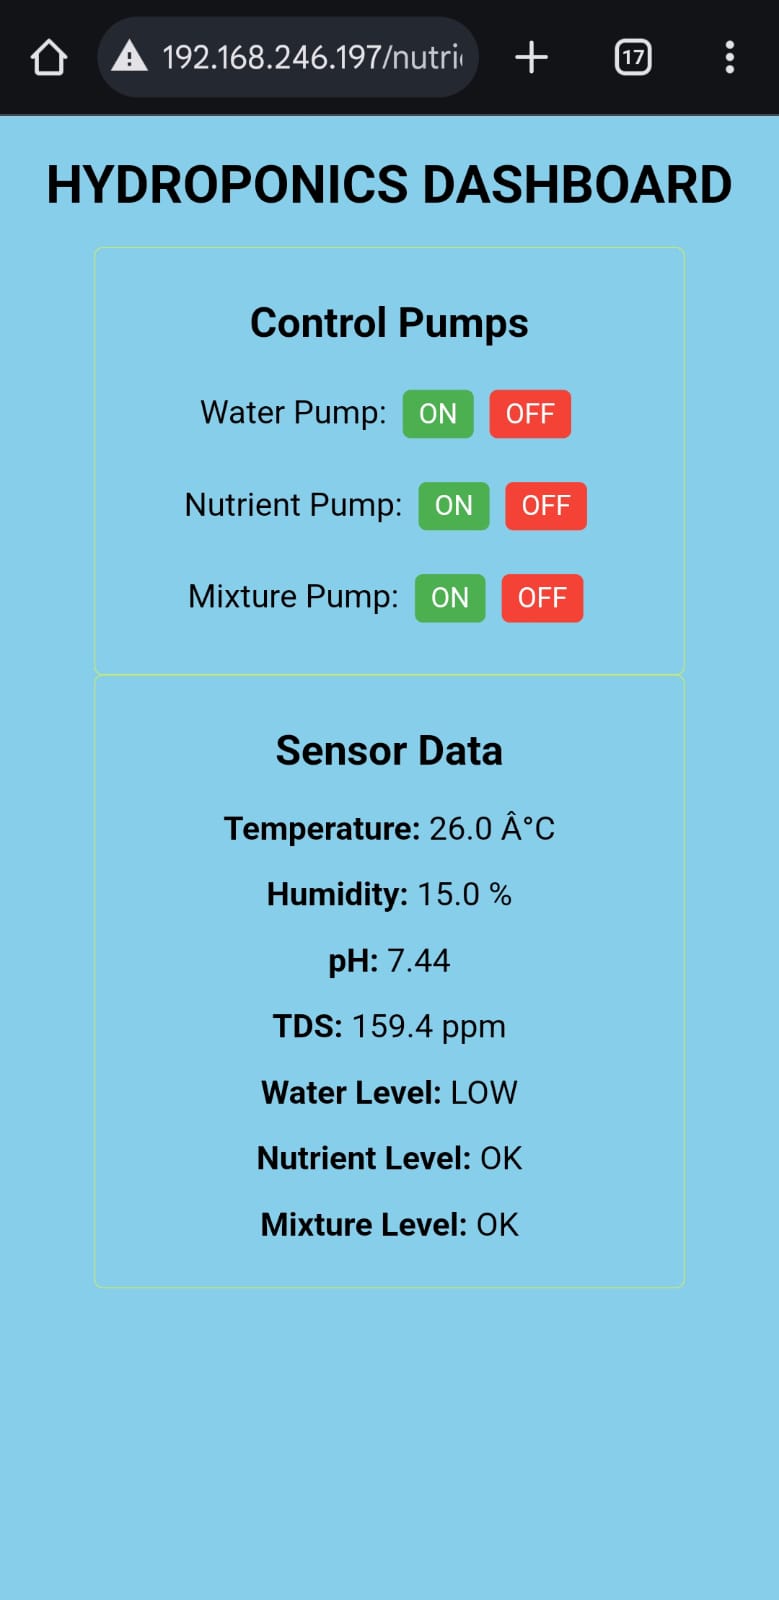 192.168.246.197/nutri
17
HYDROPONICS DASHBOARD
Control Pumps
Water Pump: ON OFF
Nutrient Pump: ON OFF
Mixture Pump: ON OFF
Sensor Data
Temperature: 26.0 Â°C
Humidity: 15.0 %
pH: 7.44
TDS: 159.4 ppm
Water Level: LOW
Nutrient Level: OK
Mixture Level: OK